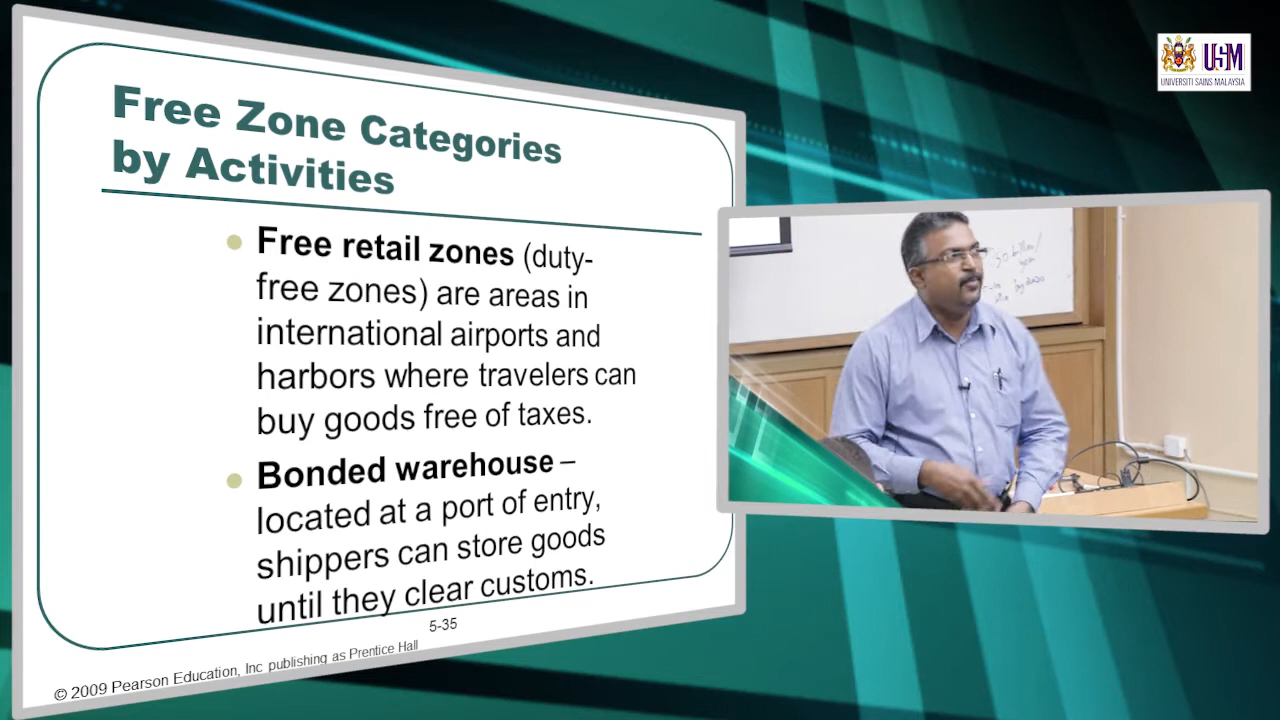 Free Zone Categories
by Activities
Free retail zones (duty-
free zones) are areas in
international airports and
harbors where travelers can
buy goods free of taxes.
Bonded warehouse –
located at a port of entry,
shippers can store goods
until they clear customs.
5-35
© 2009 Pearson Education, Inc publishing as Prentice Hall
USM
UNIVERSITI SAINS MALAYSIA
50 billion/